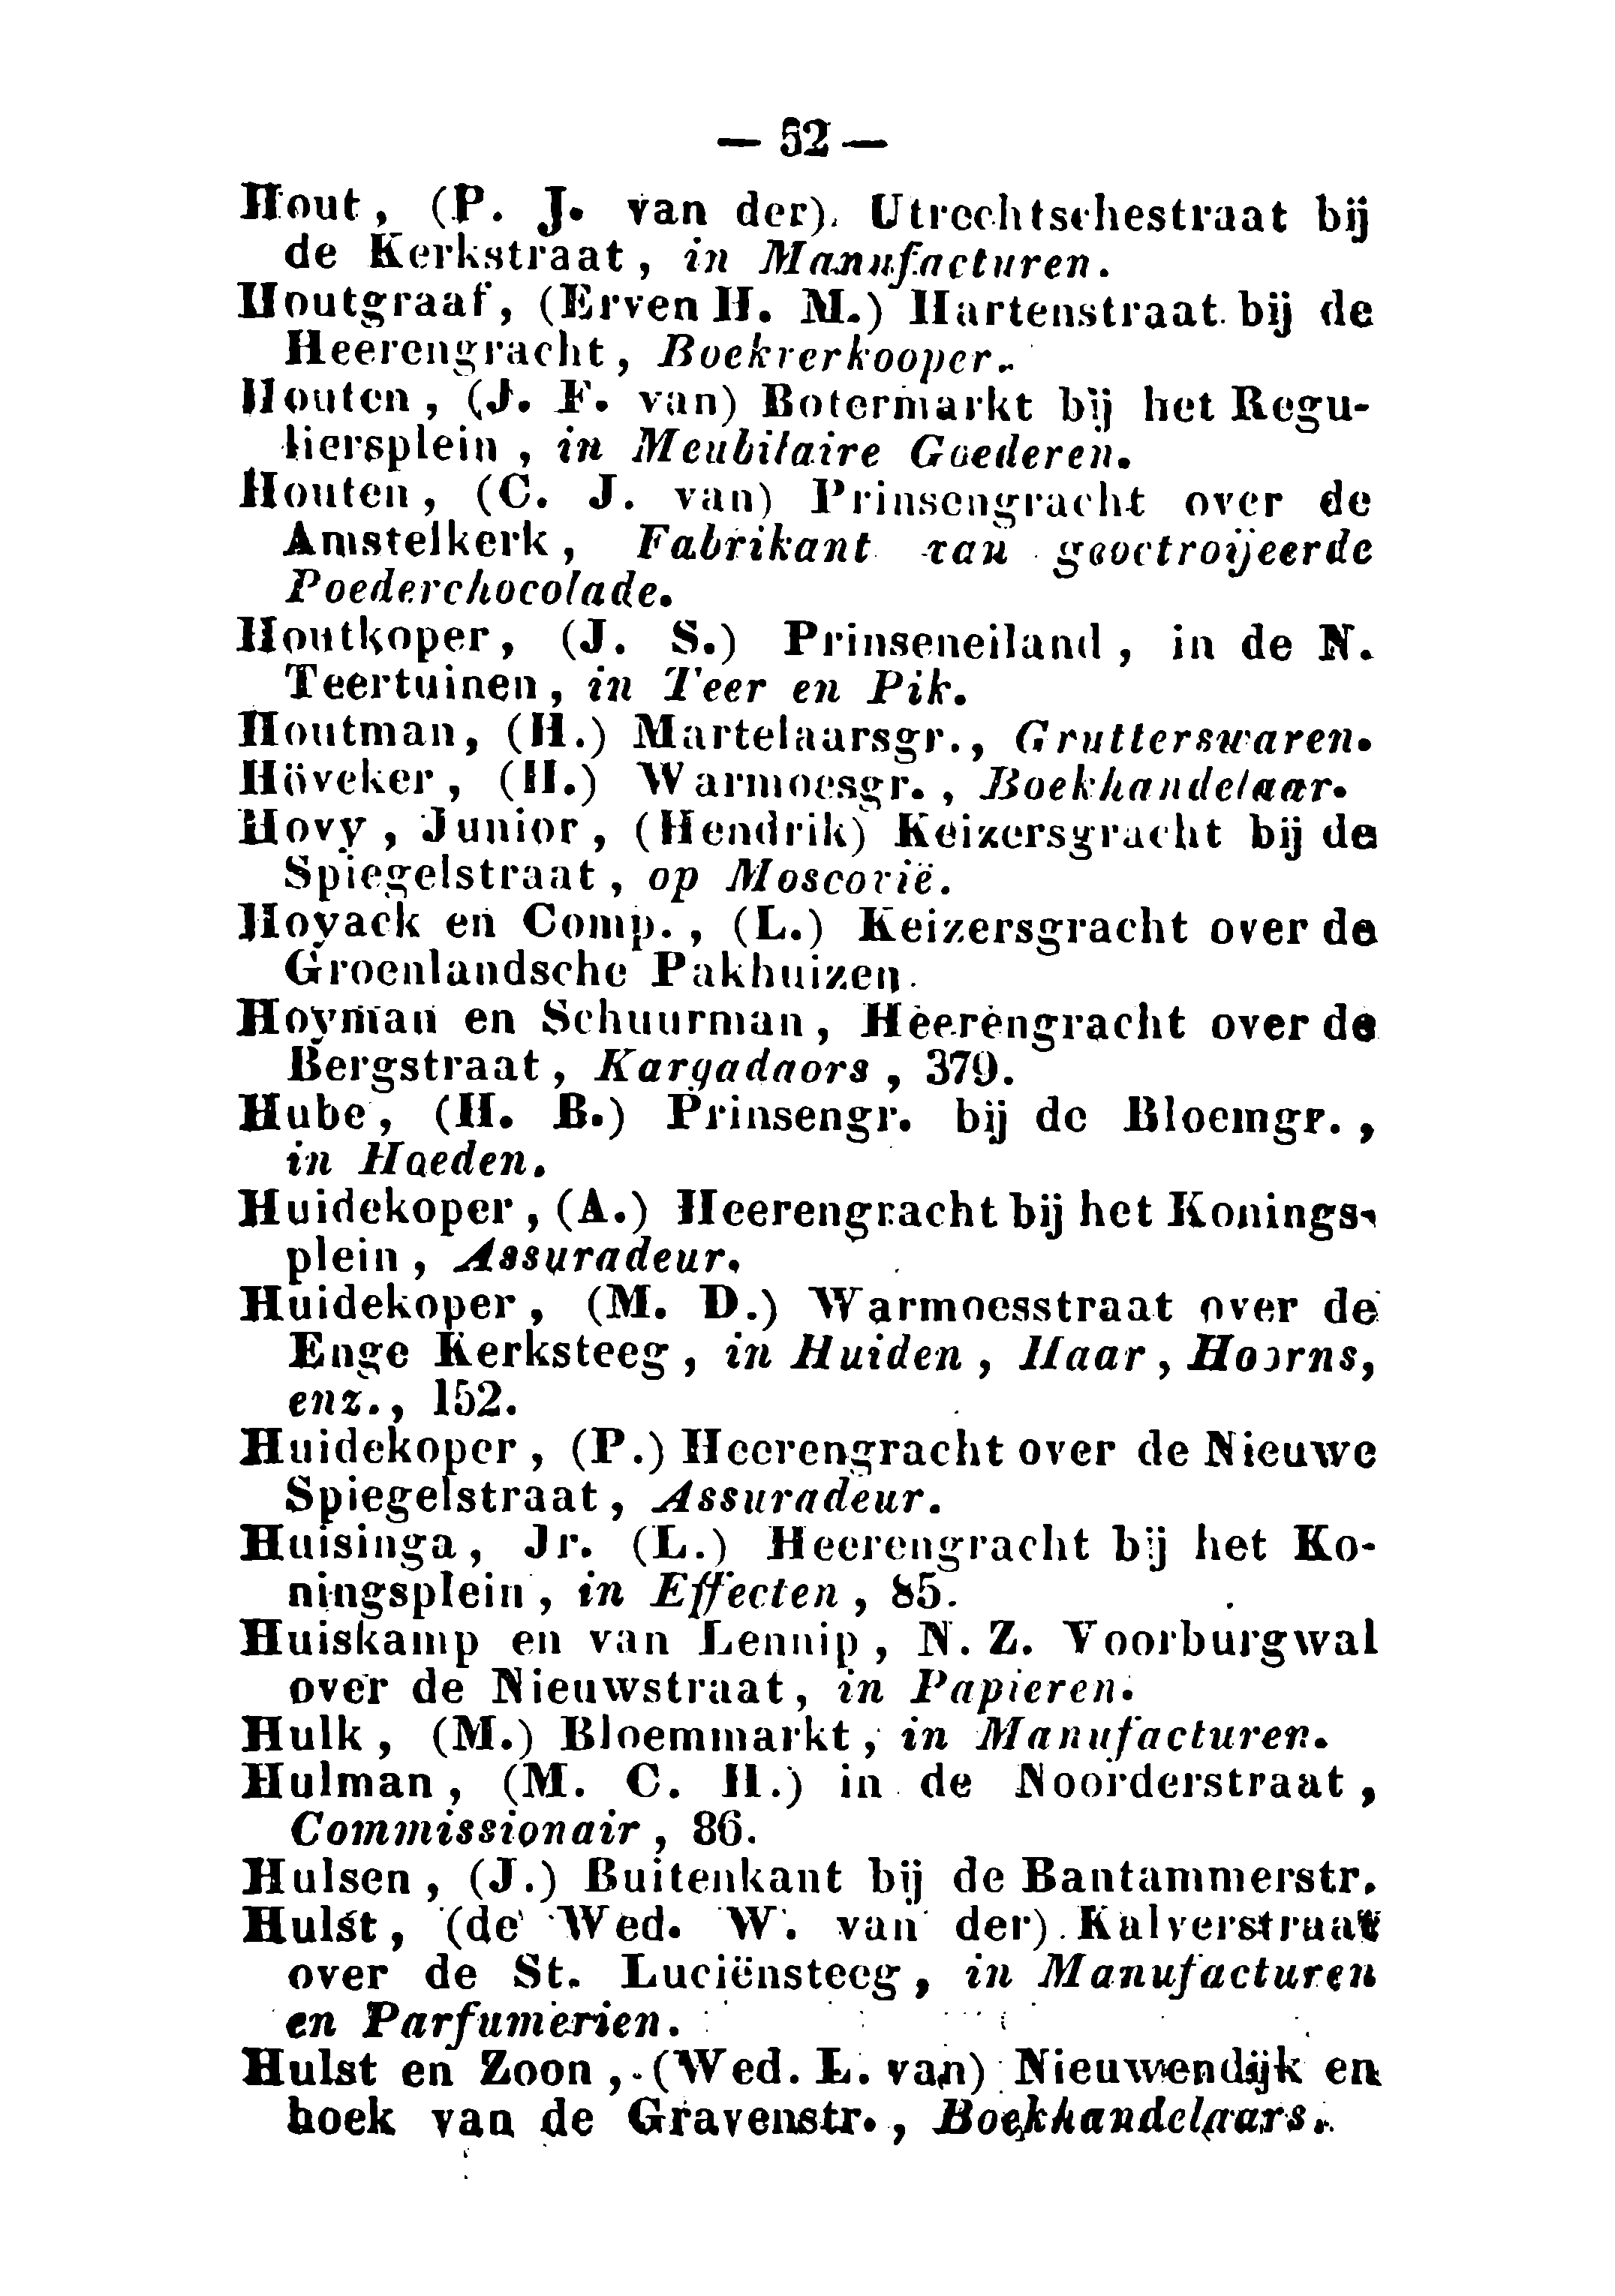 — 52 —
Hout, (P. J. van der), Utrechtschestraat bij
de Kerkstraat, in Manufacturen.
Houtgraaf, (Erven H. M.) Hartenstraat bij de
Heerengracht, Boekverkooper.
Houten, (J. F. van) Botermarkt bij het Regu-
liersplein, in Meubilaire Goederen.
Houten, (C. J. van) Prinsengracht over de
Amstelkerk, Fabrikant van geoctroijeerde
Poederchocolade.
Houtkoper, (J. S.) Prinseneiland, in de N.
Teertuinen, in Teer en Pik.
Houtman, (H.) Martelaarsgr., Grutterswaren.
Höveker, (H.) Warmoesgr., Boekhandelaar.
Hovy, Junior, (Hendrik) Keizersgracht bij de
Spiegelstraat, op Moscovië.
Hoyack en Comp., (L.) Keizersgracht over de
Groenlandsche Pakhuizen.
Hoyman en Schuurman, Heerengracht over de
Bergstraat, Kargadoors, 379.
Hube, (H. B.) Prinsengr. bij de Bloemgr.,
in Hoeden.
Huidekoper, (A.) Heerengracht bij het Konings-
plein, Assuradeur.
Huidekoper, (M. D.) Warmoesstraat over de
Enge Kerksteeg, in Huiden, Haar, Hoorns,
enz., 152.
Huidekoper, (P.) Heerengracht over de Nieuwe
Spiegelstraat, Assuradeur.
Huisinga, Jr. (L.) Heerengracht bij het Ko-
ningsplein, in Effecten, 85.
Huiskamp en van Lennip, N. Z. Voorburgwal
over de Nieuwstraat, in Papieren.
Hulk, (M.) Bloemmarkt, in Manufacturen.
Hulman, (M. C. H.) in de Noorderstraat,
Commissionair, 86.
Hulsen, (J.) Buitenkant bij de Bantammerstr.
Hulst, (de Wed. W. van der) Kalverstraat
over de St. Luciënsteeg, in Manufacturen
en Parfumerien.
Hulst en Zoon, (Wed. L. van) Nieuwendijk en
hoek van de Gravenstr., Boekhandelaars.